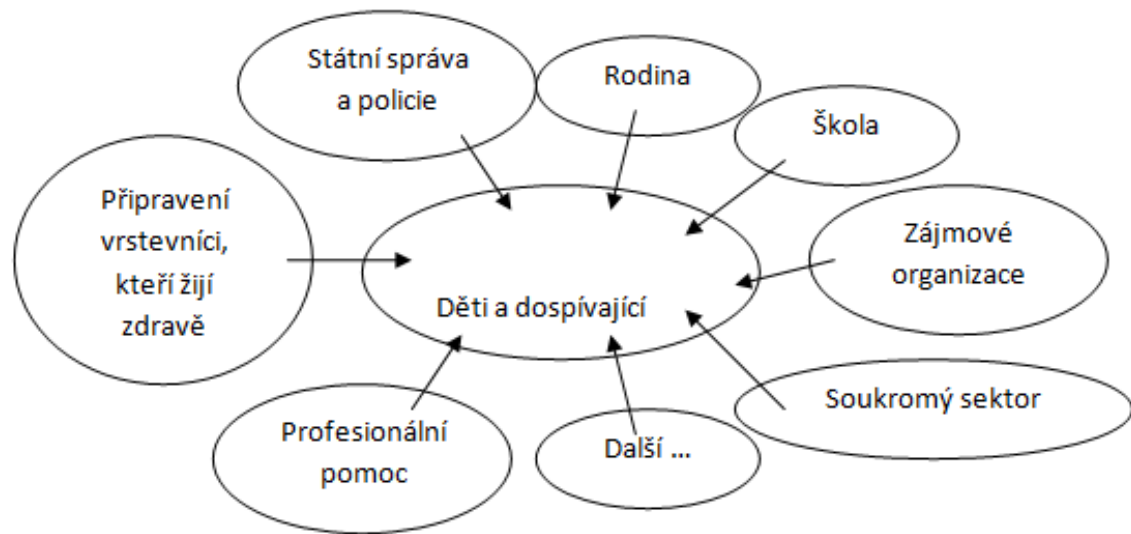 Státní správa
a policie
Rodina
Škola
Připravení
vrstevníci,
kteří žijí
zdravě
Zájmové
organizace
Děti a dospívající
Soukromý sektor
Profesionální
pomoc
Další ...